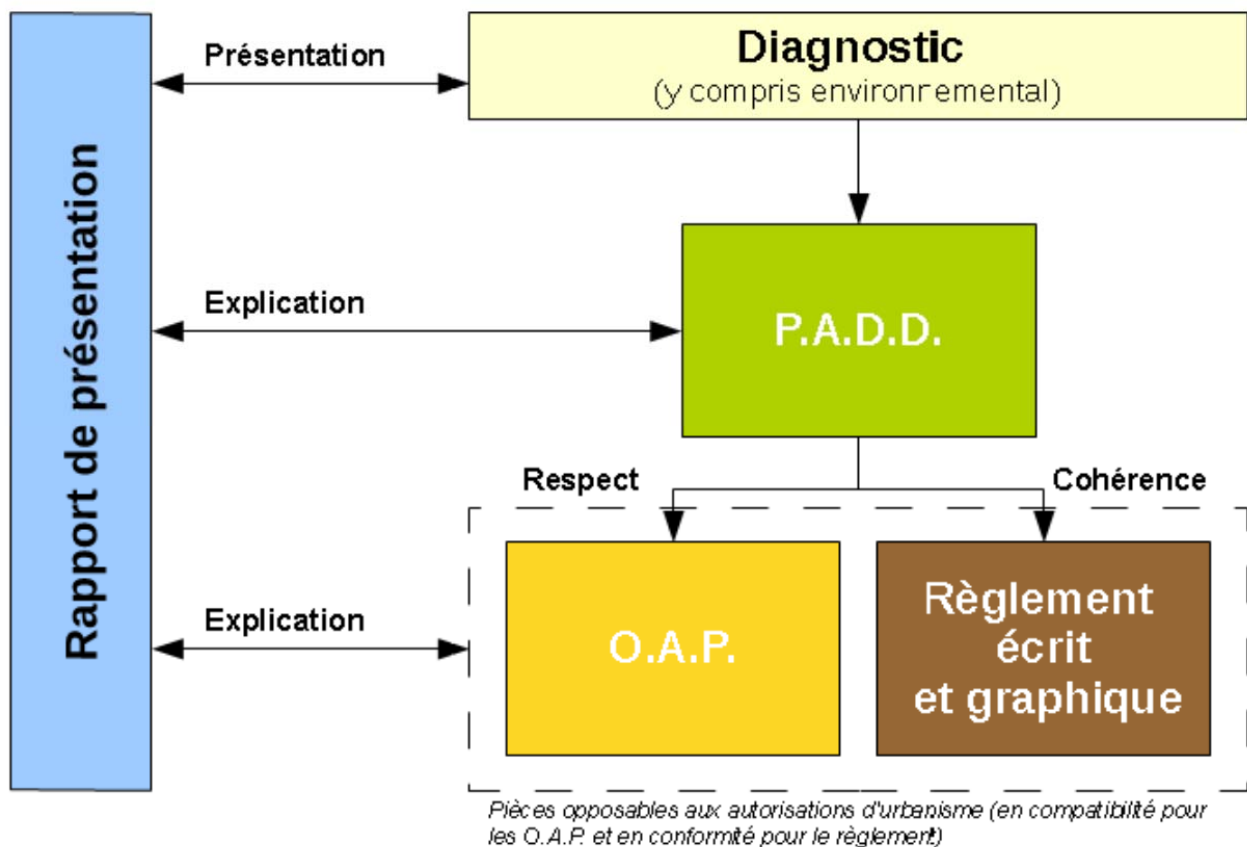 Rapport de présentation
Présentation
Diagnostic
(y compris environnemental)
Explication
P.A.D.D.
Respect
Cohérence
Explication
O.A.P.
Règlement
écrit
et graphique
Pièces opposables aux autorisations d'urbanisme (en compatibilité pour
les O.A.P. et en conformité pour le règlement)